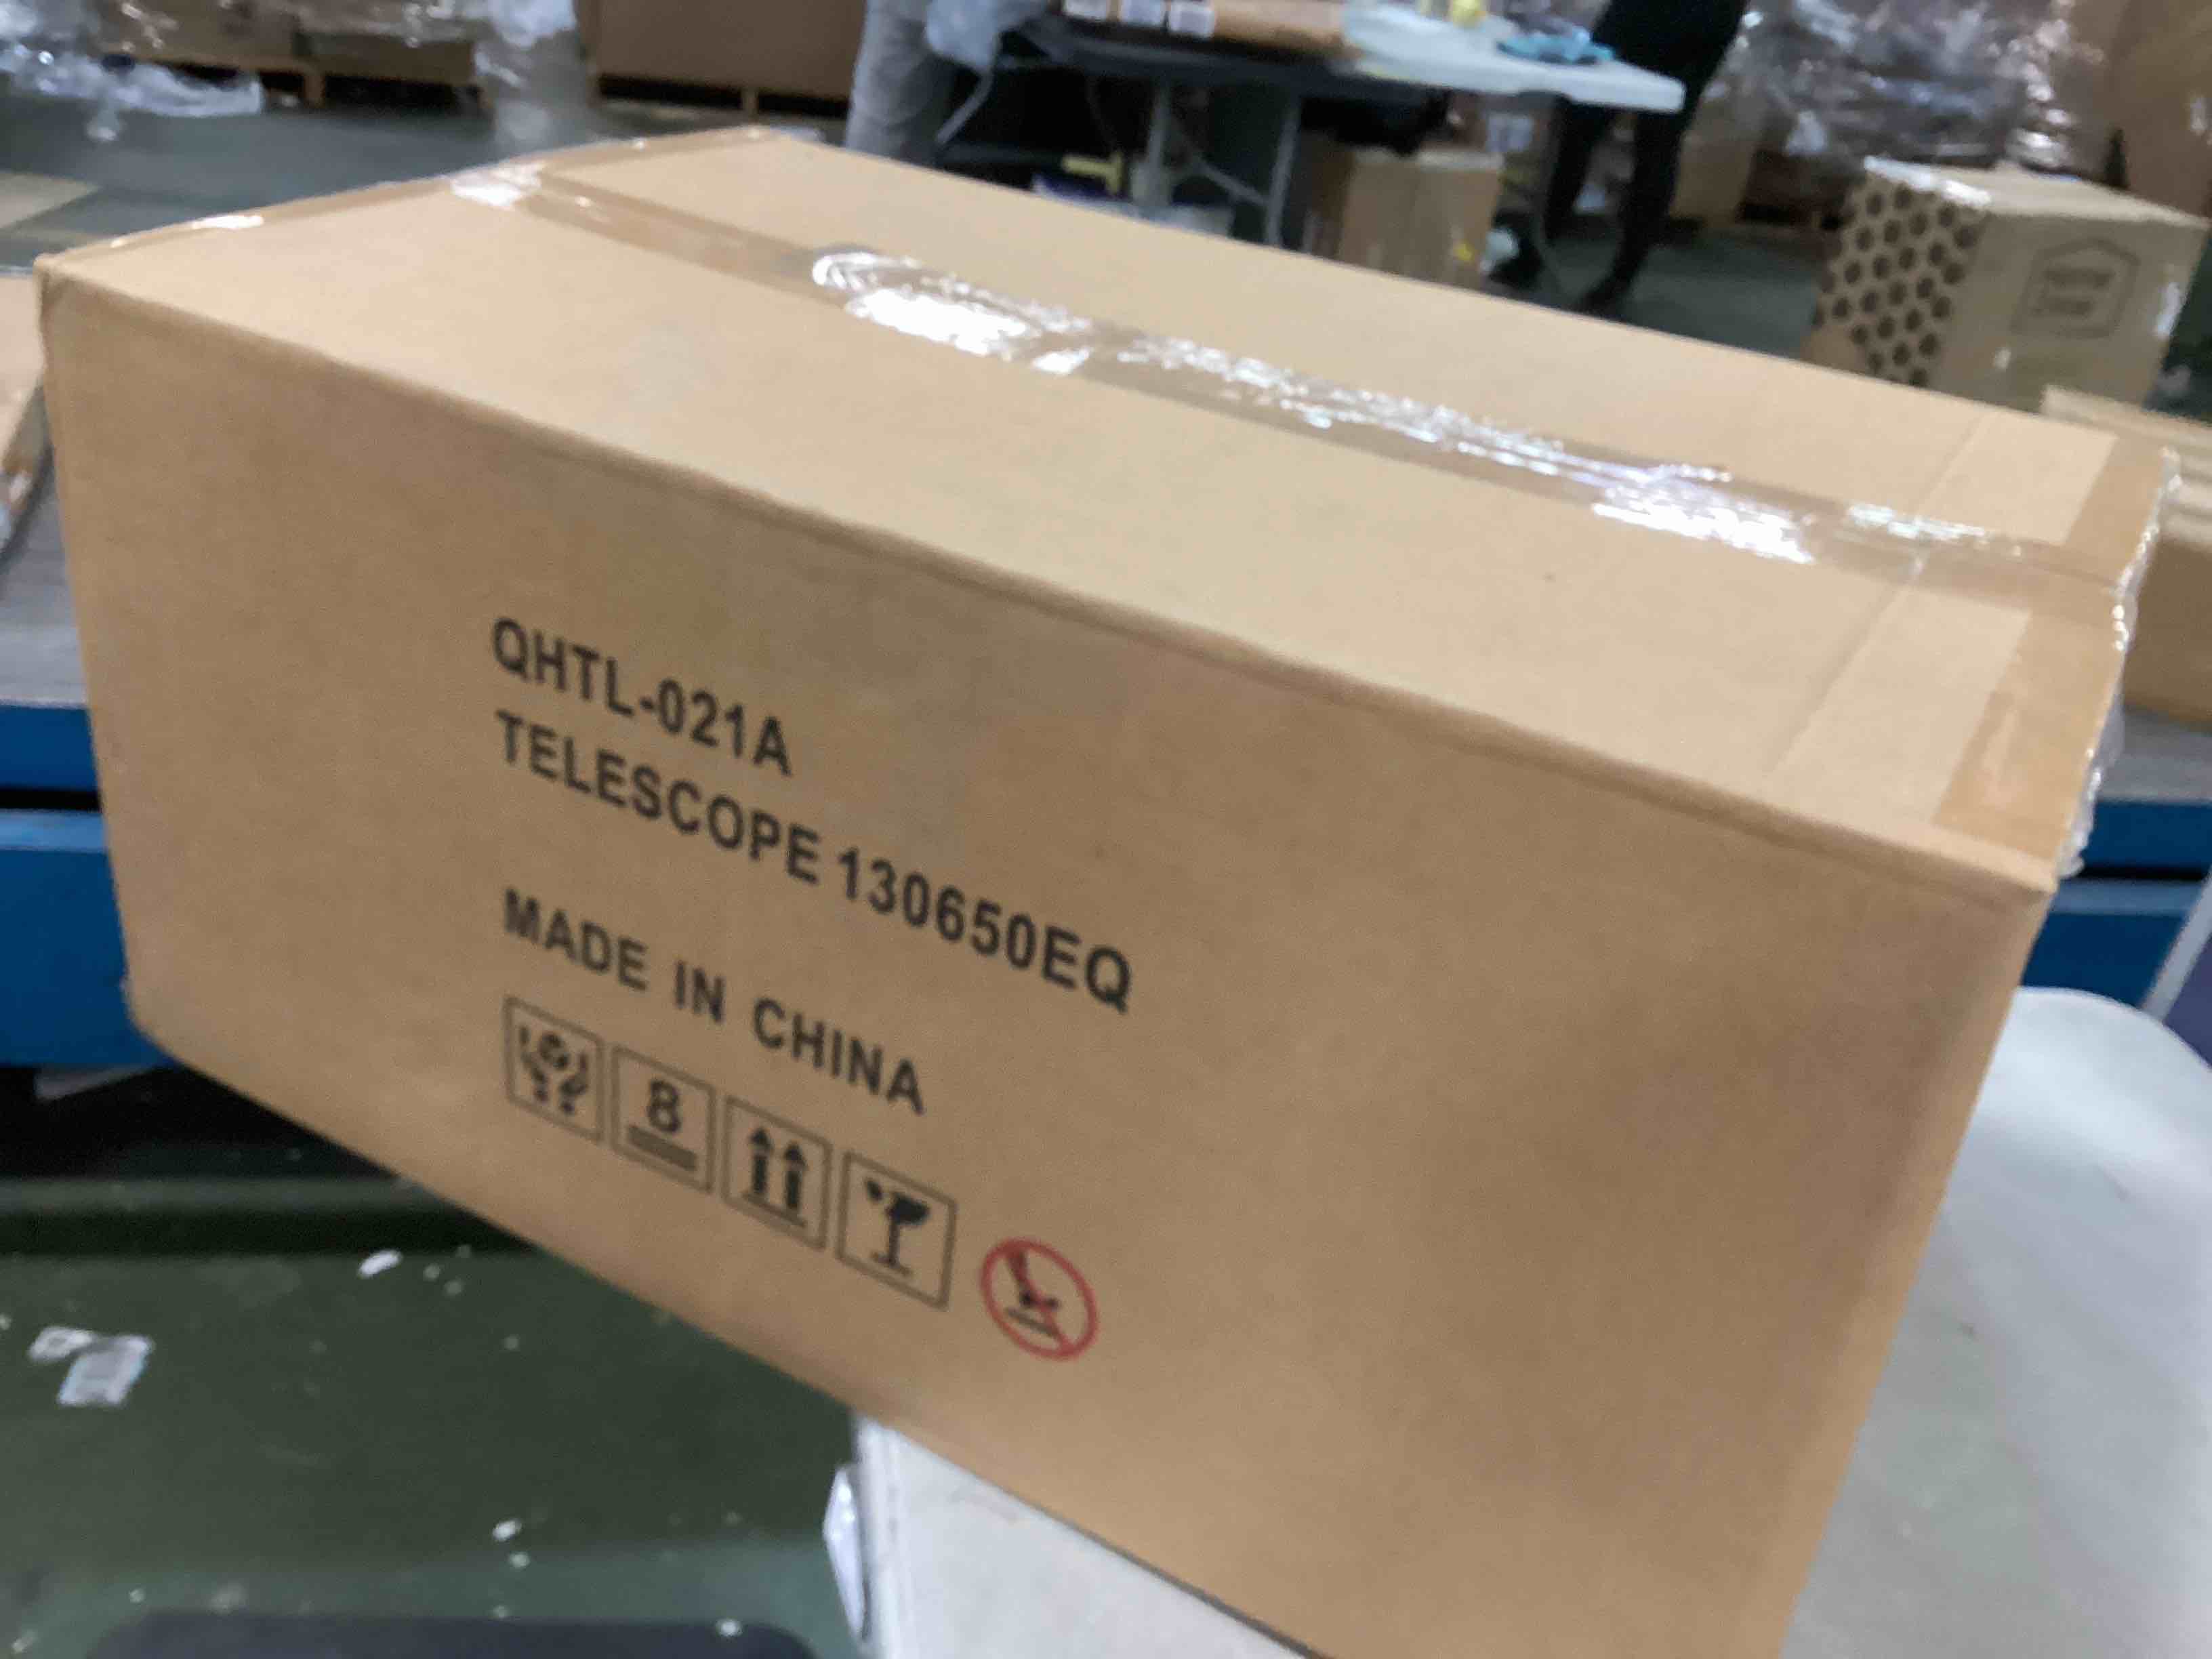 QHTL-021A
TELESCOPE 130650EQ
MADE IN CHINA
8